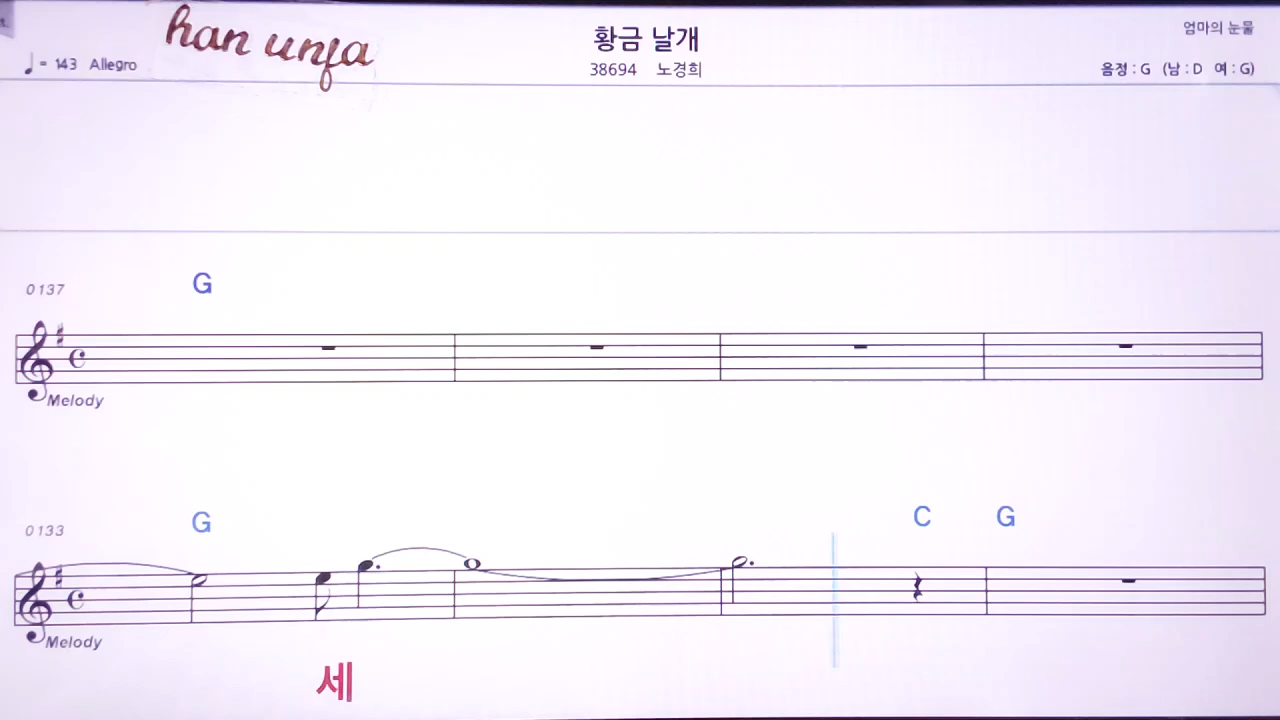 han unfa
황금 날개
엄마의 눈물
♩= 143 Allegro
38694 노경희
음정 : G (남 : D 여 : G)
0137
G
Melody
0133
G C G
Melody
세